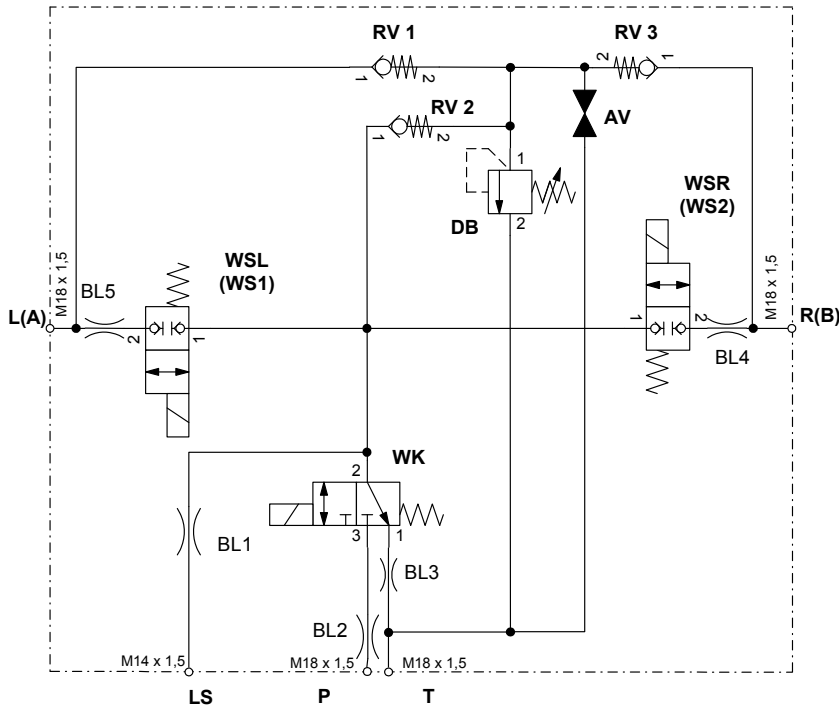 RV 1
RV 3
1
2
2
1
RV 2
AV
1
2
1
WSR
(WS2)
DB
2
WSL
(WS1)
M18 x 1,5
BL5
M18 x 1,5
L(A)
2
1
1
2
R(B)
BL4
2
WK
3
1
BL1
BL3
BL2
M14 x 1,5
M18 x 1,5
M18 x 1,5
LS
P
T